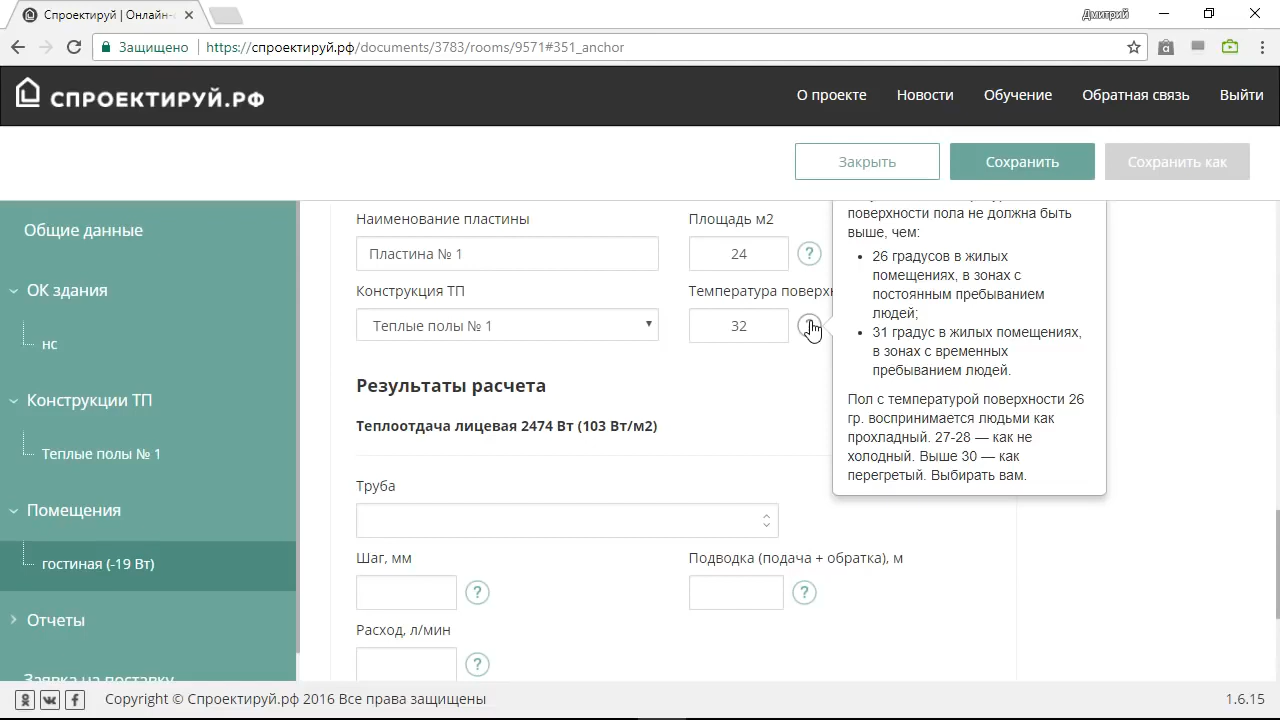 Спроектируй | Онлайн-
Дмитрий
Защищено
https://спроектируй.рф/documents/3783/rooms/9571#351_anchor
СПРОЕКТИРУЙ.РФ
О проекте
Новости
Обучение
Обратная связь
Выйти
Закрыть
Сохранить
Сохранить как
Общие данные
ОК здания
нс
Конструкции ТП
Теплые полы № 1
Помещения
гостиная (-19 Вт)
Отчеты
Заявка на поставку
Наименование пластины
Площадь м2
Пластина № 1
24
?
Конструкция ТП
Температура поверхн
Теплые полы № 1
32
поверхности пола не должна быть
выше, чем:
• 26 градусов в жилых
помещениях, в зонах с
постоянным пребыванием
людей;
• 31 градус в жилых помещениях,
в зонах с временных
пребыванием людей.
Пол с температурой поверхности 26
гр. воспринимается людьми как
прохладный. 27-28 — как не
холодный. Выше 30 — как
перегретый. Выбирать вам.
Результаты расчета
Теплоотдача лицевая 2474 Вт (103 Вт/м2)
Труба
Шаг, мм
Подводка (подача + обратка), м
?
?
Расход, л/мин
?
Copyright © Спроектируй.рф 2016 Все права защищены
1.6.15